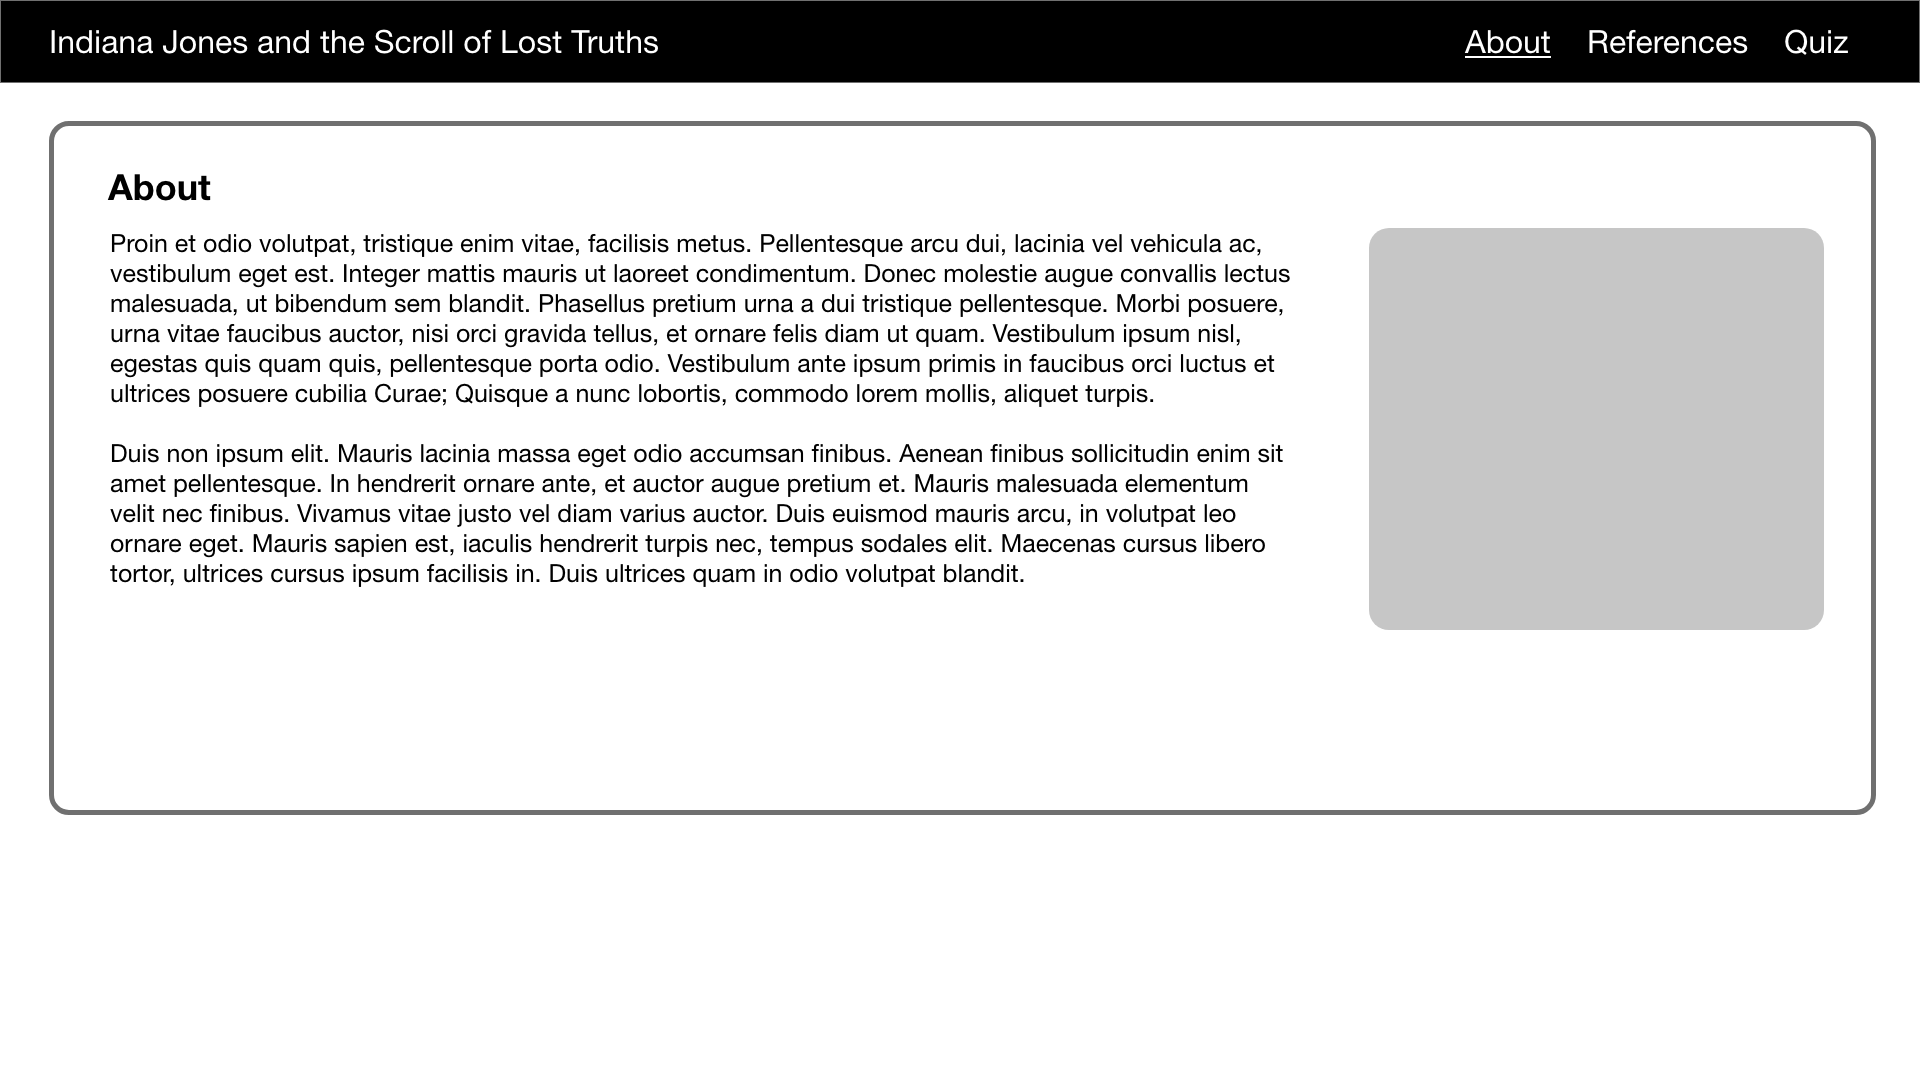 Indiana Jones and the Scroll of Lost Truths
About References Quiz
About
Proin et odio volutpat, tristique enim vitae, facilisis metus. Pellentesque arcu dui, lacinia vel vehicula ac,
vestibulum eget est. Integer mattis mauris ut laoreet condimentum. Donec molestie augue convallis lectus
malesuada, ut bibendum sem blandit. Phasellus pretium urna a dui tristique pellentesque. Morbi posuere,
urna vitae faucibus auctor, nisi orci gravida tellus, et ornare felis diam ut quam. Vestibulum ipsum nisl,
egestas quis quam quis, pellentesque porta odio. Vestibulum ante ipsum primis in faucibus orci luctus et
ultrices posuere cubilia Curae; Quisque a nunc lobortis, commodo lorem mollis, aliquet turpis.
Duis non ipsum elit. Mauris lacinia massa eget odio accumsan finibus. Aenean finibus sollicitudin enim sit
amet pellentesque. In hendrerit ornare ante, et auctor augue pretium et. Mauris malesuada elementum
velit nec finibus. Vivamus vitae justo vel diam varius auctor. Duis euismod mauris arcu, in volutpat leo
ornare eget. Mauris sapien est, iaculis hendrerit turpis nec, tempus sodales elit. Maecenas cursus libero
tortor, ultrices cursus ipsum facilisis in. Duis ultrices quam in odio volutpat blandit.